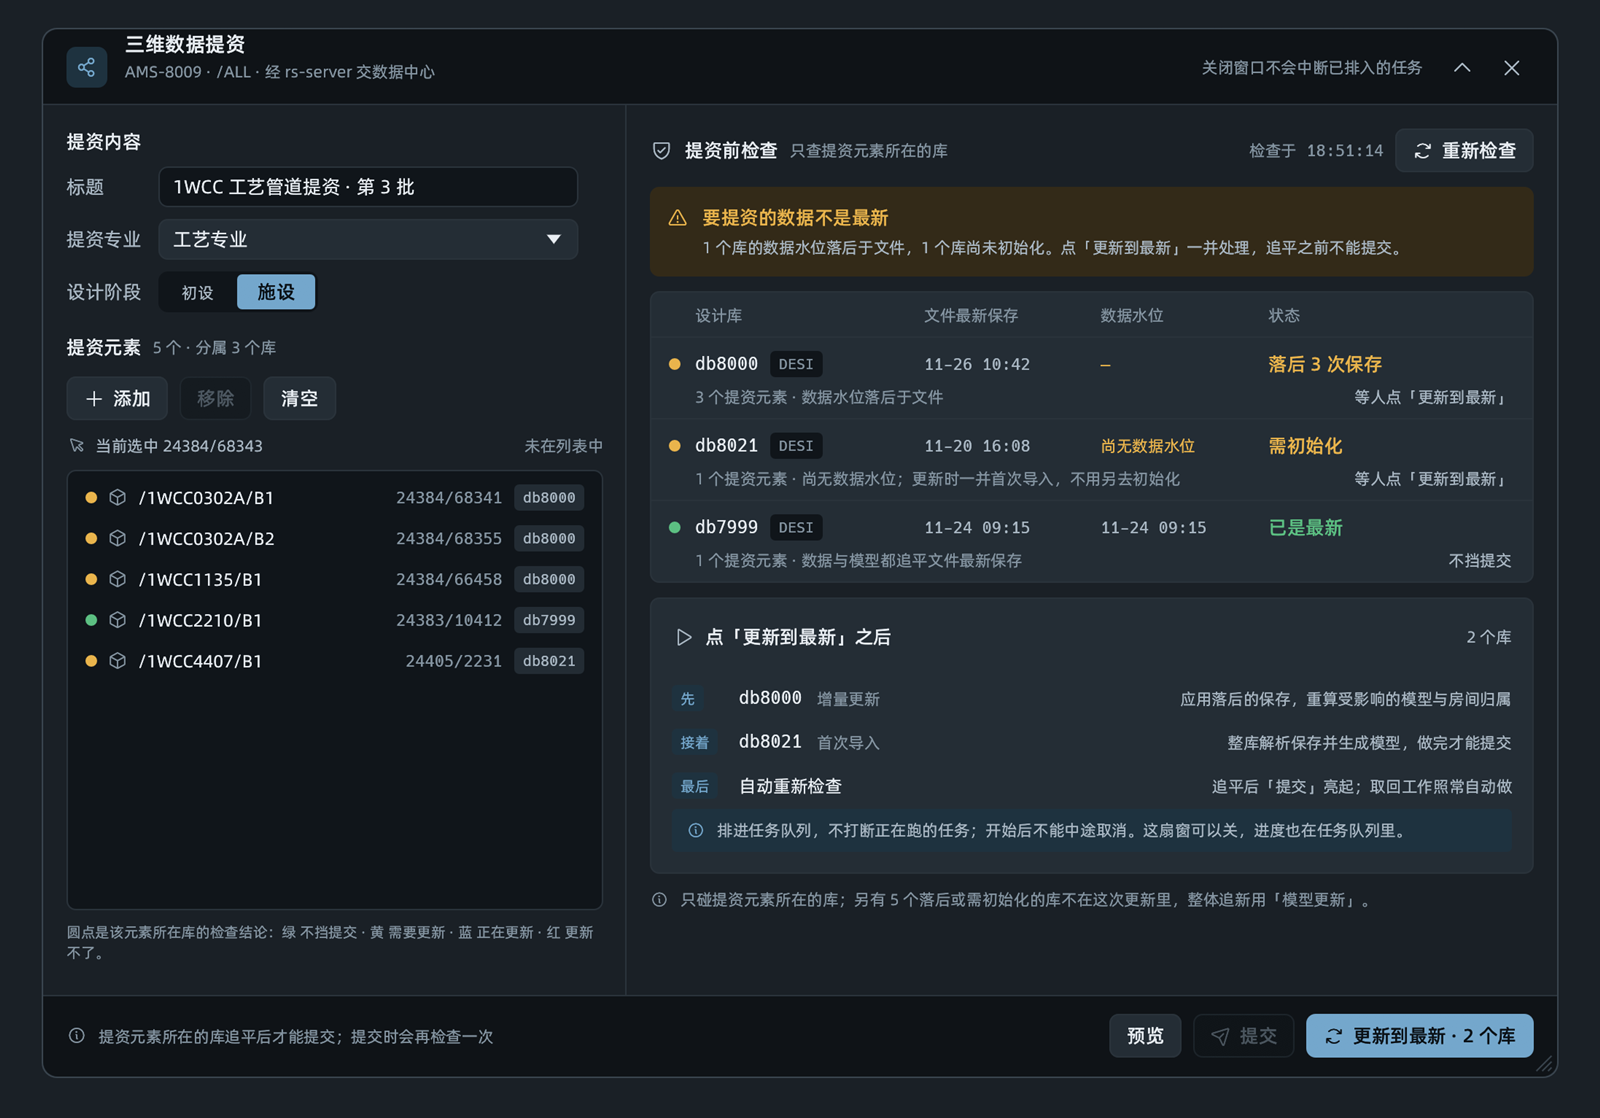 三维数据提资
AMS-8009 · /ALL · 经 rs-server 交数据中心
关闭窗口不会中断已排入的任务
提资内容
标题
1WCC 工艺管道提资 · 第 3 批
提资专业
工艺专业
设计阶段
初设
施设
提资元素 5 个 · 分属 3 个库
添加
移除
清空
当前选中 24384/68343
未在列表中
/1WCC0302A/B1 24384/68341 db8000
/1WCC0302A/B2 24384/68355 db8000
/1WCC1135/B1 24384/66458 db8000
/1WCC2210/B1 24383/10412 db7999
/1WCC4407/B1 24405/2231 db8021
圆点是该元素所在库的检查结论：绿 不挡提交 · 黄 需要更新 · 蓝 正在更新 · 红 更新
不了。
提资前检查 只查提资元素所在的库
检查于 18:51:14
重新检查
要提资的数据不是最新
1 个库的数据水位落后于文件，1 个库尚未初始化。点「更新到最新」一并处理，追平之前不能提交。
设计库 文件最新保存 数据水位 状态
db8000 DESI 11-26 10:42 – 落后 3 次保存
3 个提资元素 · 数据水位落后于文件 等人点「更新到最新」
db8021 DESI 11-20 16:08 尚无数据水位 需初始化
1 个提资元素 · 尚无数据水位；更新时一并首次导入，不用另去初始化 等人点「更新到最新」
db7999 DESI 11-24 09:15 11-24 09:15 已是最新
1 个提资元素 · 数据与模型都追平文件最新保存 不挡提交
点「更新到最新」之后 2 个库
先 db8000 增量更新 应用落后的保存，重算受影响的模型与房间归属
接着 db8021 首次导入 整库解析保存并生成模型，做完才能提交
最后 自动重新检查 追平后「提交」亮起；取回工作照常自动做
排进任务队列，不打断正在跑的任务；开始后不能中途取消。这扇窗可以关，进度也在任务队列里。
只碰提资元素所在的库；另有 5 个落后或需初始化的库不在这次更新里，整体追新用「模型更新」。
提资元素所在的库追平后才能提交；提交时会再检查一次
预览
提交
更新到最新 · 2 个库